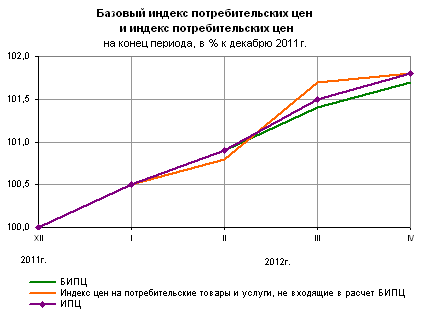 Базовый индекс потребительских цен
и индекс потребительских цен
на конец периода, в % к декабрю 2011г.
102,0
101,5
101,0
100,5
100,0
XII
I
II
III
IV
2011г.
2012г.
БИПЦ
Индекс цен на потребительские товары и услуги, не входящие в расчет БИПЦ
ИПЦ